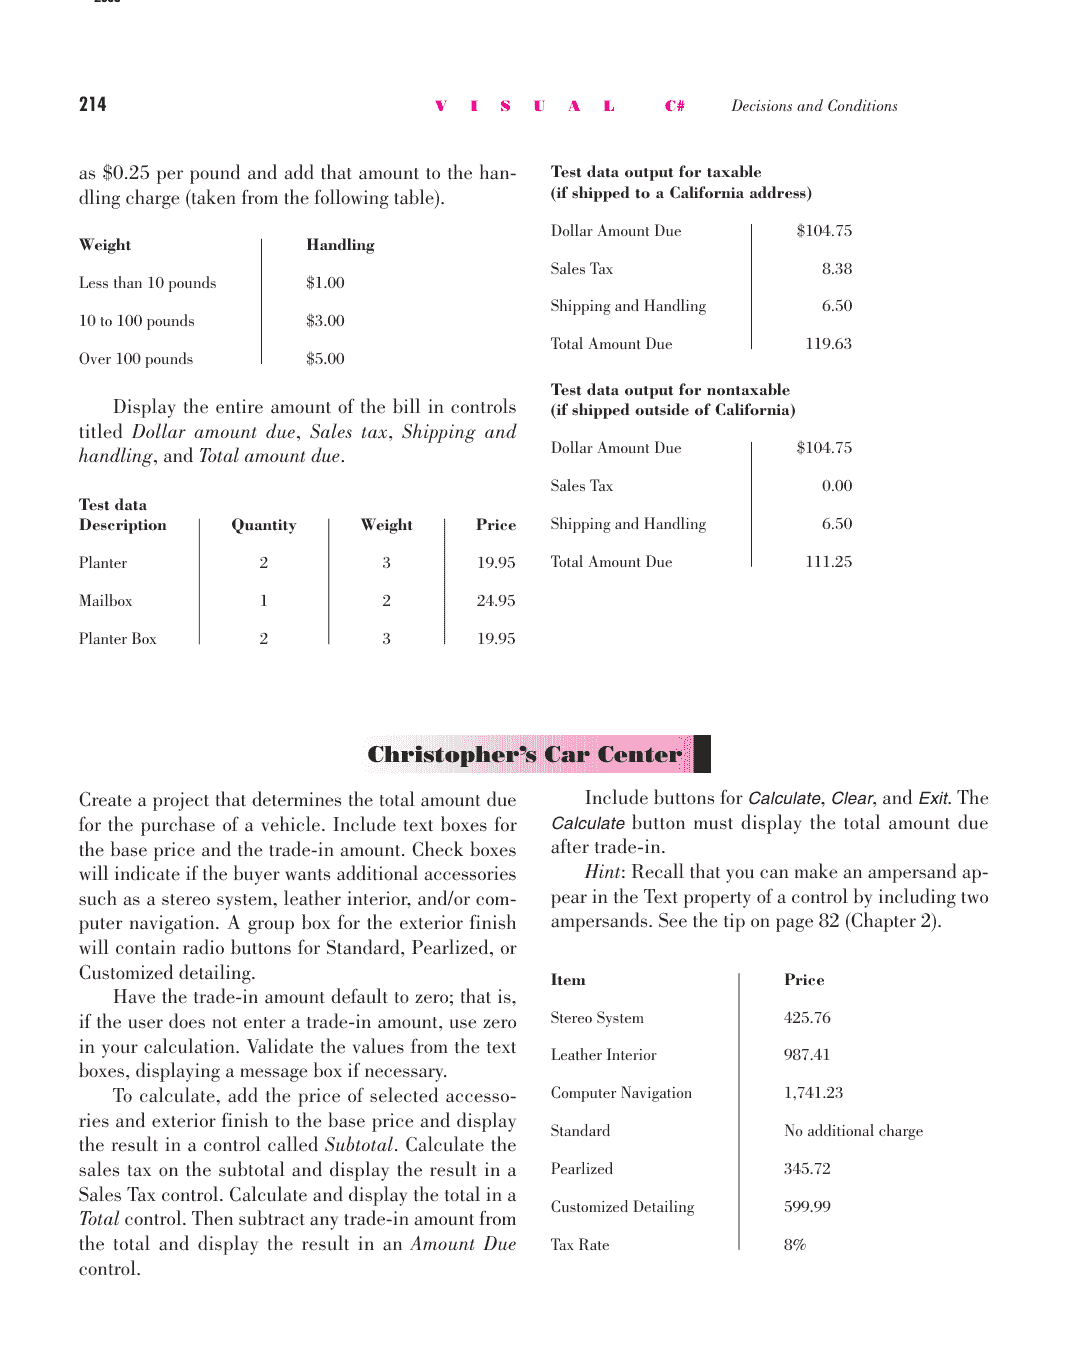 214
VISUAL C#
Decisions and Conditions
as $0.25 per pound and add that amount to the han-
dling charge (taken from the following table).
Weight Handling
Less than 10 pounds $1.00
10 to 100 pounds $3.00
Over 100 pounds $5.00
Display the entire amount of the bill in controls
titled Dollar amount due, Sales tax, Shipping and
handling, and Total amount due.
Test data
Description Quantity Weight Price
Planter 2 3 19.95
Mailbox 1 2 24.95
Planter Box 2 3 19.95
Test data output for taxable
(if shipped to a California address)
Dollar Amount Due $104.75
Sales Tax 8.38
Shipping and Handling 6.50
Total Amount Due 119.63
Test data output for nontaxable
(if shipped outside of California)
Dollar Amount Due $104.75
Sales Tax 0.00
Shipping and Handling 6.50
Total Amount Due 111.25
Christopher's Car Center
Create a project that determines the total amount due
for the purchase of a vehicle. Include text boxes for
the base price and the trade-in amount. Check boxes
will indicate if the buyer wants additional accessories
such as a stereo system, leather interior, and/or com-
puter navigation. A group box for the exterior finish
will contain radio buttons for Standard, Pearlized, or
Customized detailing.
Have the trade-in amount default to zero; that is,
if the user does not enter a trade-in amount, use zero
in your calculation. Validate the values from the text
boxes, displaying a message box if necessary.
To calculate, add the price of selected accesso-
ries and exterior finish to the base price and display
the result in a control called Subtotal. Calculate the
sales tax on the subtotal and display the result in a
Sales Tax control. Calculate and display the total in a
Total control. Then subtract any trade-in amount from
the total and display the result in an Amount Due
control.
Include buttons for Calculate, Clear, and Exit. The
Calculate button must display the total amount due
after trade-in.
Hint: Recall that you can make an ampersand ap-
pear in the Text property of a control by including two
ampersands. See the tip on page 82 (Chapter 2).
Item Price
Stereo System 425.76
Leather Interior 987.41
Computer Navigation 1,741.23
Standard No additional charge
Pearlized 345.72
Customized Detailing 599.99
Tax Rate 8%